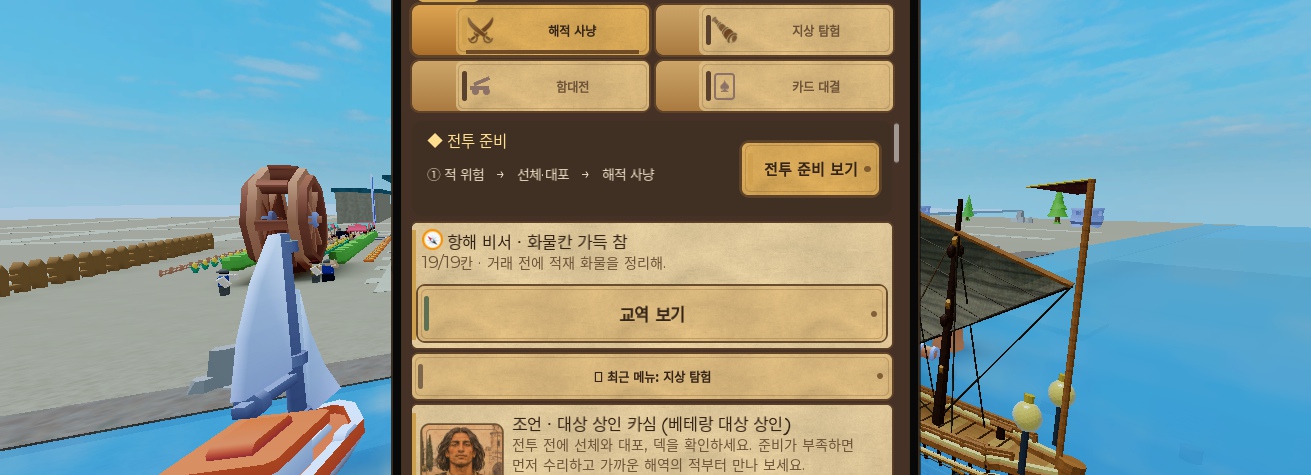 해적 사냥
지상 탐험
함대전
카드 대결
◆ 전투 준비
① 적 위험 → 선체·대포 → 해적 사냥
전투 준비 보기
항해 비서 · 화물칸 가득 참
19/19칸 · 거래 전에 적재 화물을 정리해.
교역 보기
최근 메뉴: 지상 탐험
조언 · 대상 상인 카심 (베테랑 대상 상인)
전투 전에 선체와 대포, 덱을 확인하세요. 준비가 부족하면
먼저 수리하고 가까운 해역의 적부터 만나 보세요.